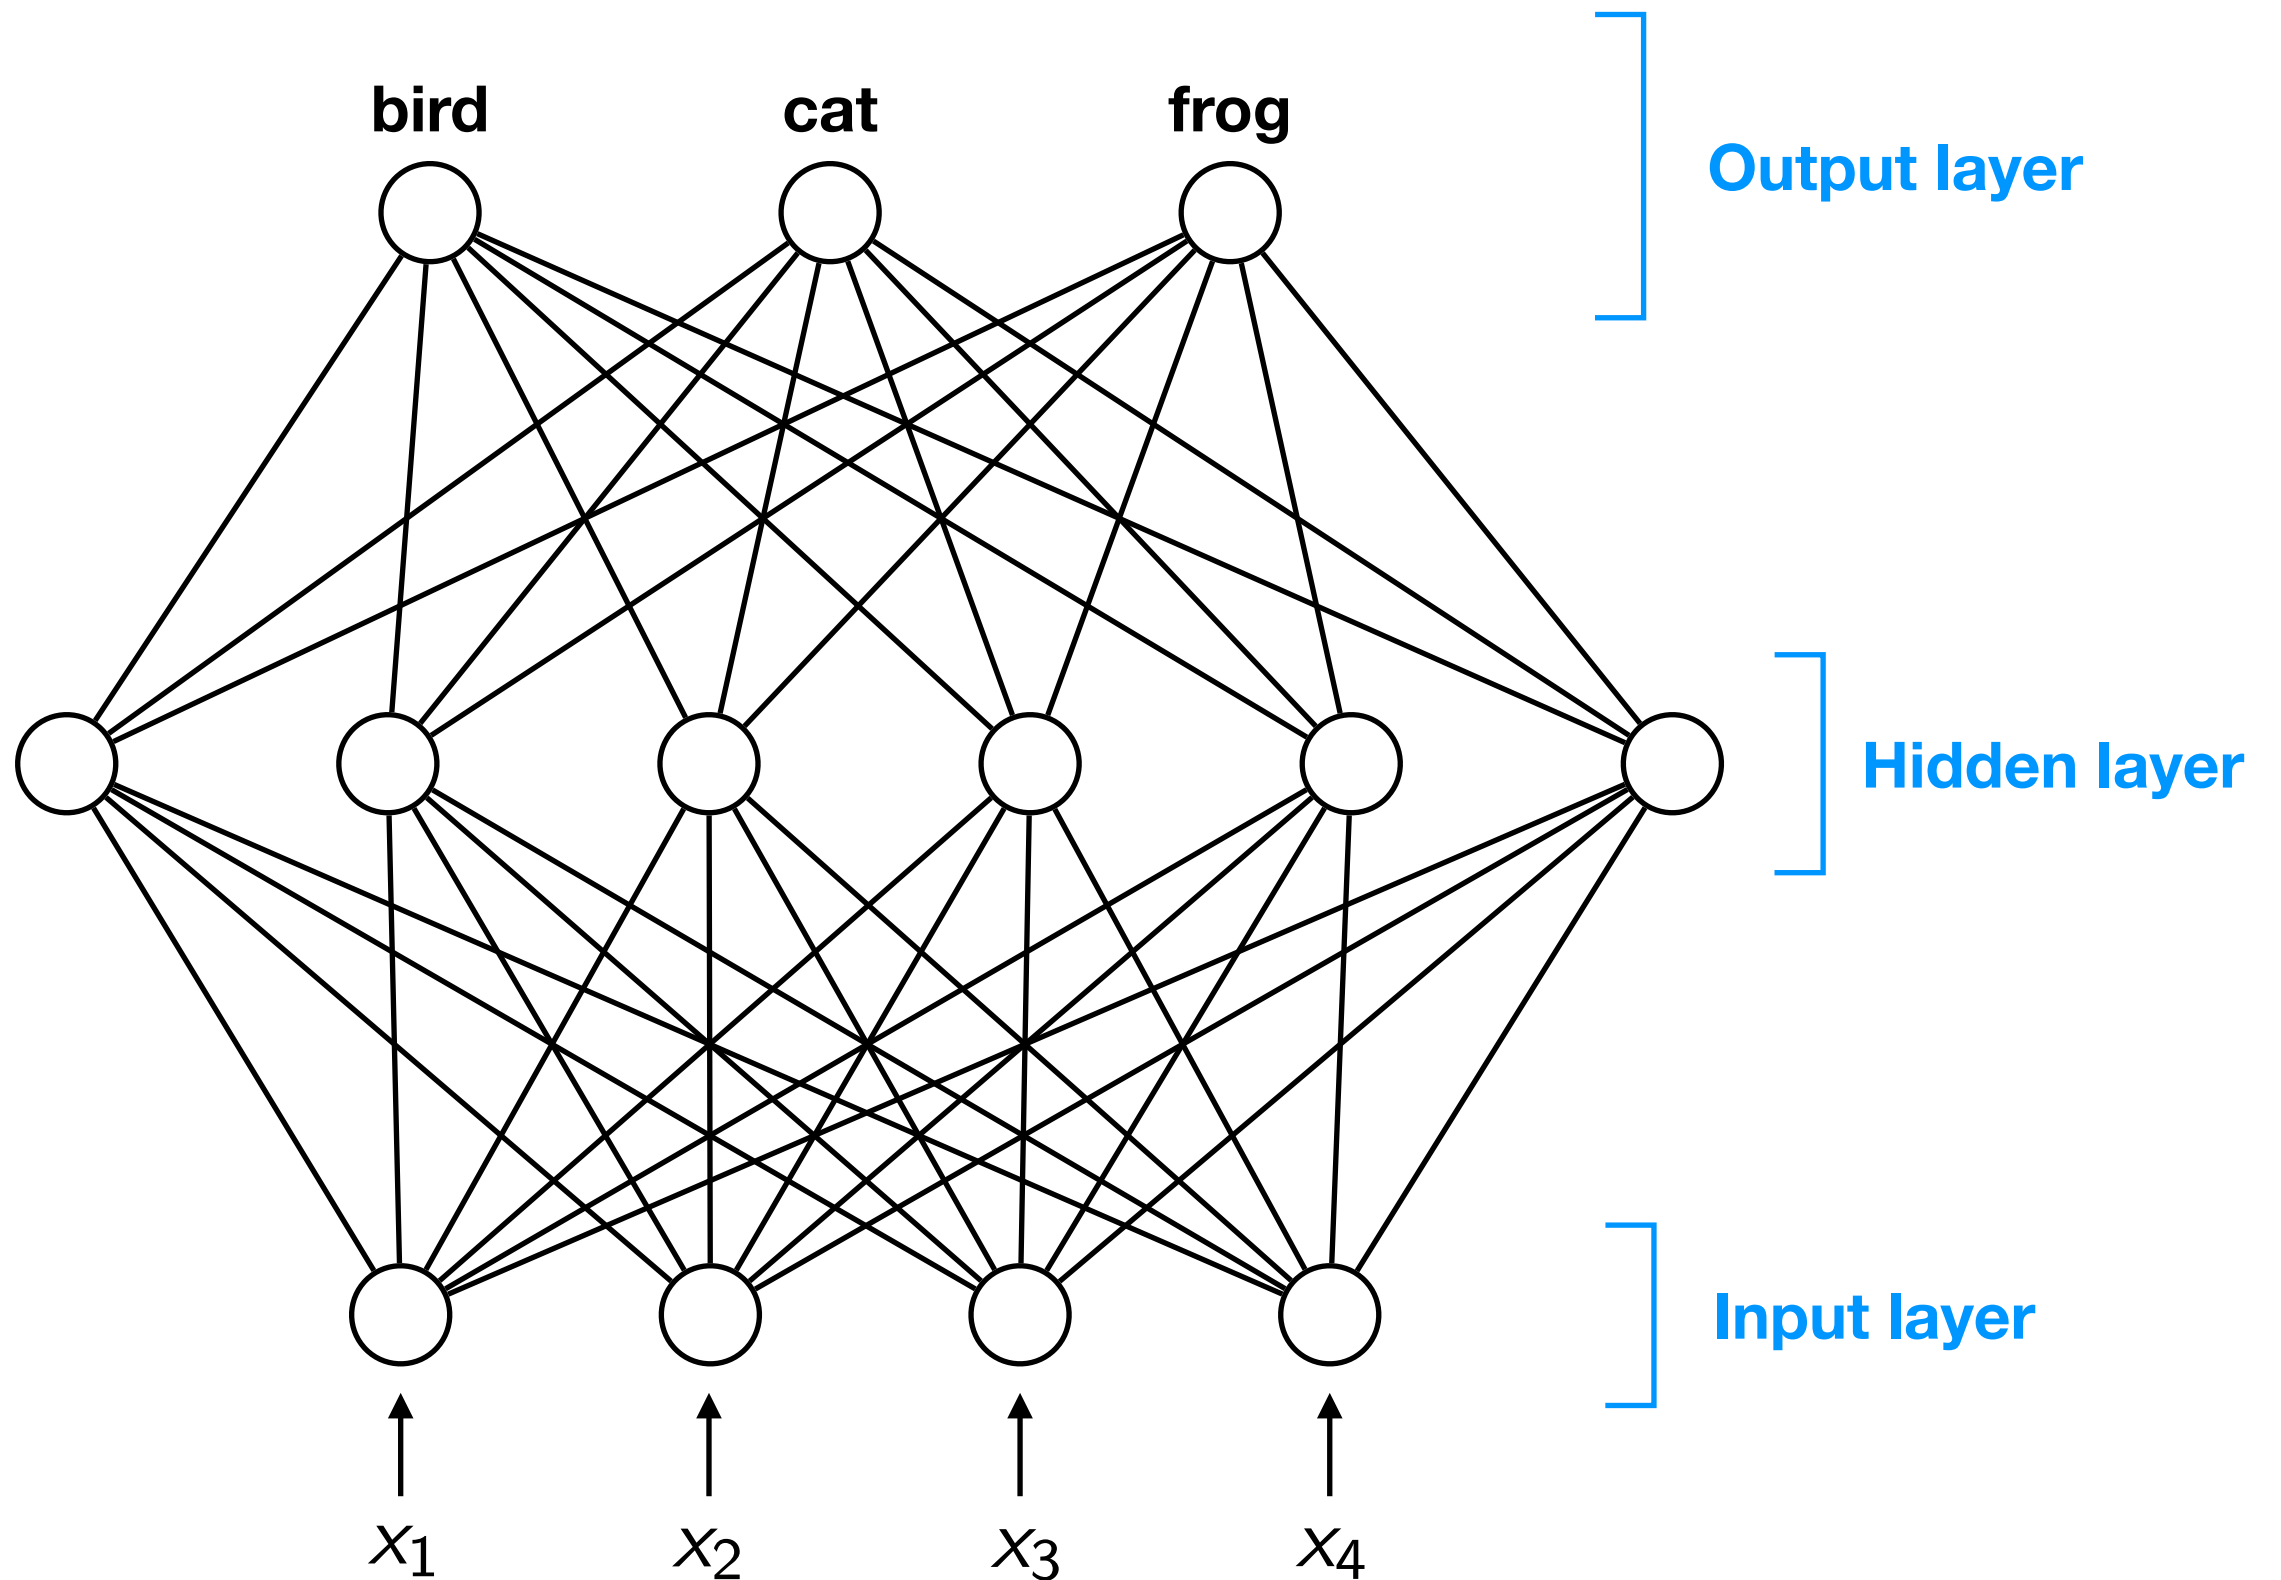 bird cat frog
Output layer
Hidden layer
Input layer
x1 x2 x3 x4